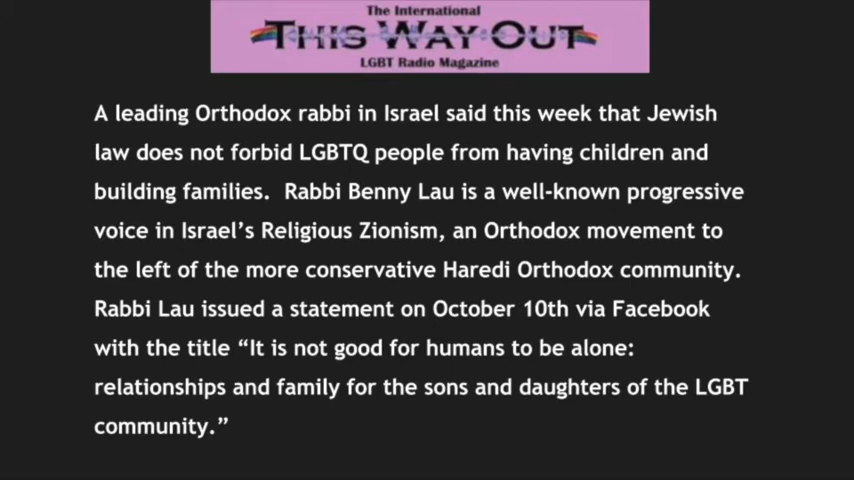 The International
THIS WAY OUT
LGBT Radio Magazine
A leading Orthodox rabbi in Israel said this week that Jewish
law does not forbid LGBTQ people from having children and
building families.  Rabbi Benny Lau is a well-known progressive
voice in Israel’s Religious Zionism, an Orthodox movement to
the left of the more conservative Haredi Orthodox community.
Rabbi Lau issued a statement on October 10th via Facebook
with the title “It is not good for humans to be alone:
relationships and family for the sons and daughters of the LGBT
community.”